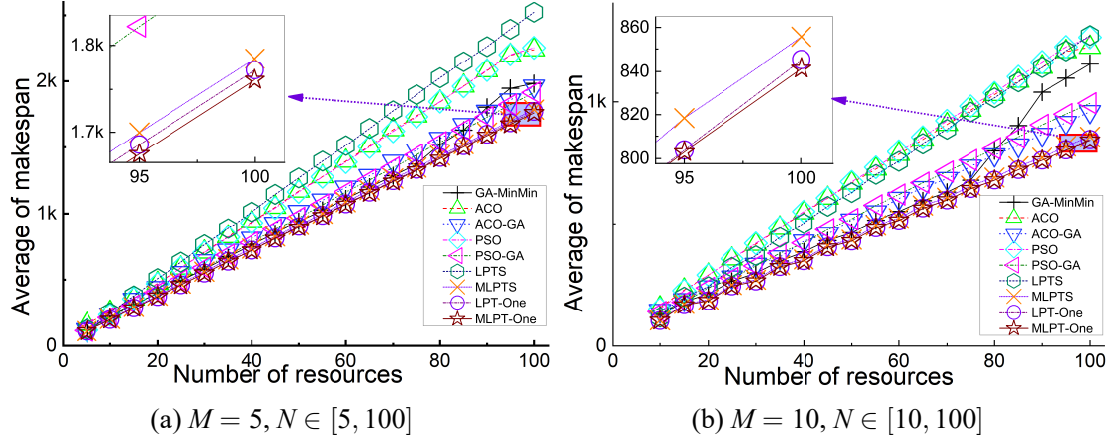 Average of makespan
2k
1k
0
0
20
40
60
80
100
Number of resources
1.8k
1.7k
95
100
GA-MinMin
ACO
ACO-GA
PSO
PSO-GA
LPTS
MLPTS
LPT-One
MLPT-One
(a) M = 5, N ∈ [5, 100]
Average of makespan
1k
0
0
20
40
60
80
100
Number of resources
860
840
820
800
95
100
GA-MinMin
ACO
ACO-GA
PSO
PSO-GA
LPTS
MLPTS
LPT-One
MLPT-One
(b) M = 10, N ∈ [10, 100]